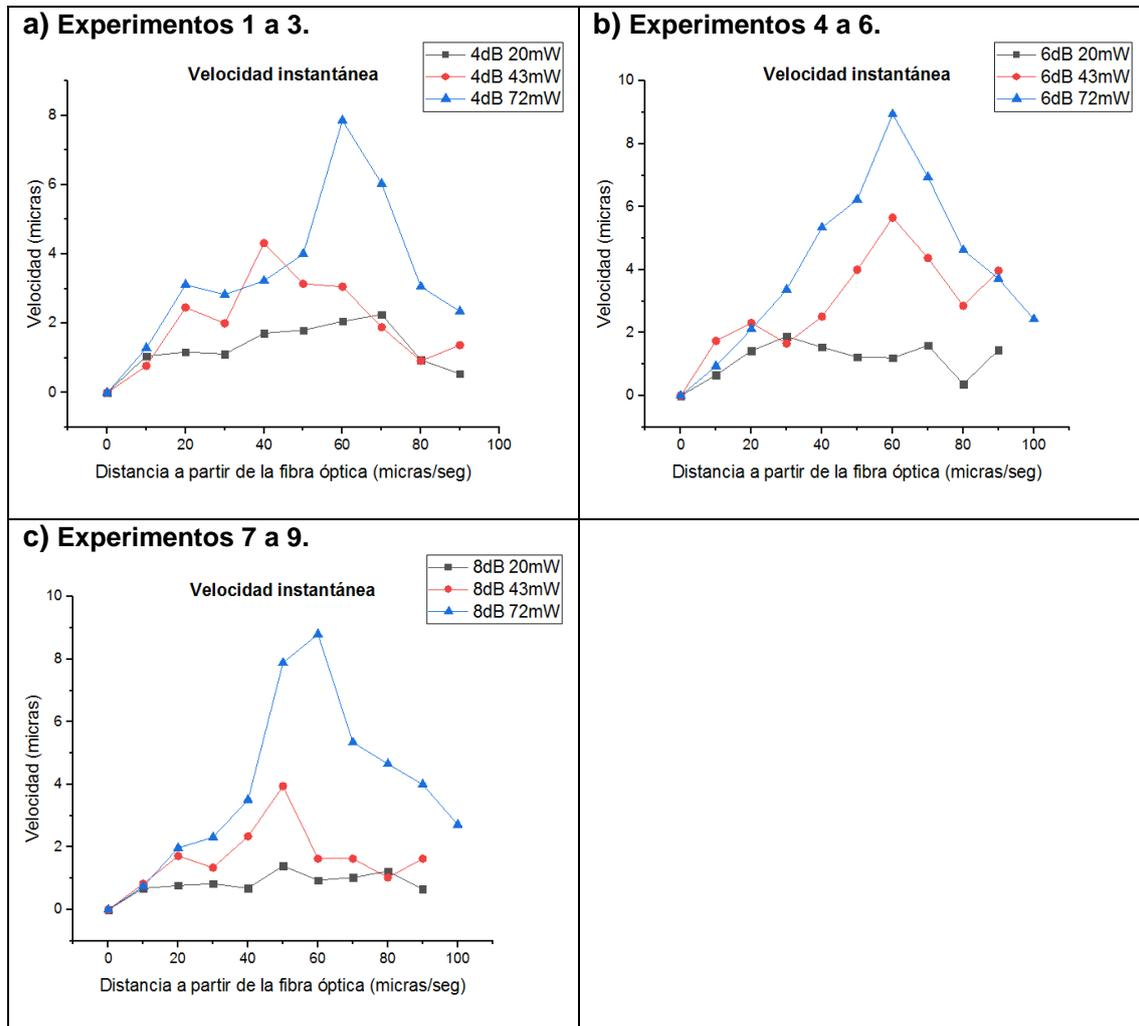 a) Experimentos 1 a 3.
4dB 20mW
4dB 43mW
4dB 72mW
Velocidad instantánea
Velocidad (micras)
8
6
4
2
0
0 20 40 60 80 100
Distancia a partir de la fibra óptica (micras/seg)
b) Experimentos 4 a 6.
6dB 20mW
6dB 43mW
6dB 72mW
Velocidad instantánea
Velocidad (micras)
10
8
6
4
2
0
0 20 40 60 80 100
Distancia a partir de la fibra óptica (micras/seg)
c) Experimentos 7 a 9.
8dB 20mW
8dB 43mW
8dB 72mW
Velocidad instantánea
Velocidad (micras)
10
8
6
4
2
0
0 20 40 60 80 100
Distancia a partir de la fibra óptica (micras/seg)